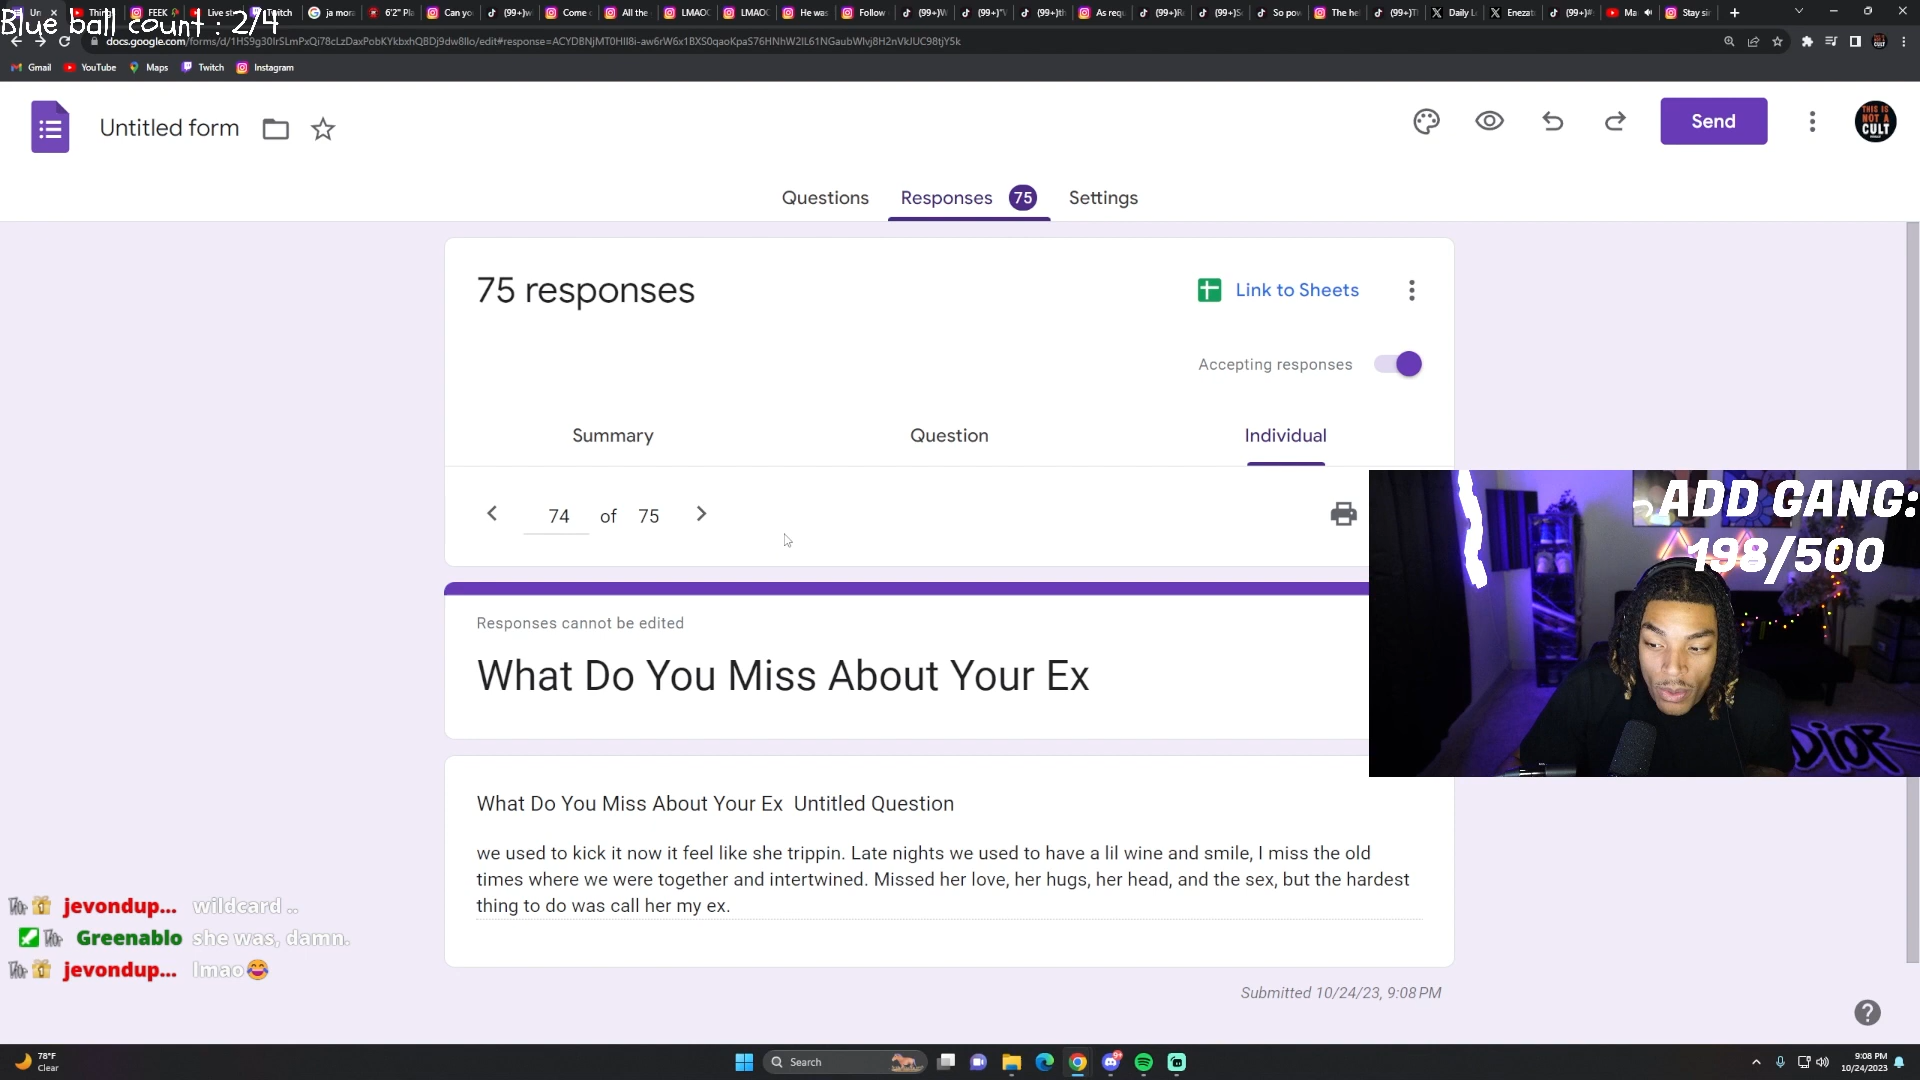 Blue ball count : 2/4
docs.google.com/forms/d/1HS9g30IrSLmPxQi78cLzDaxPobKYkbxhQBDj9dw8llo/edit#response=ACYDBNjMT0HII8i-aw6rW6x1BXS0qaoKpaS76HNhW2IL61NGaubWlvj8H2nVkJUC98tjY5k
Gmail YouTube Maps Twitch Instagram
Untitled form
Send
THIS IS NOT A CULT
Questions Responses 75 Settings
75 responses
Link to Sheets
Accepting responses
Summary Question Individual
74 of 75
ADD GANG:
198/500
Responses cannot be edited
What Do You Miss About Your Ex
DIOR
What Do You Miss About Your Ex Untitled Question
we used to kick it now it feel like she trippin. Late nights we used to have a lil wine and smile, I miss the old
times where we were together and intertwined. Missed her love, her hugs, her head, and the sex, but the hardest
thing to do was call her my ex.
jevondup... wildcard ..
Greenablo she was, damn.
jevondup... lmao😂
Submitted 10/24/23, 9:08 PM
78°F
Clear
Search
9:08 PM
10/24/2023